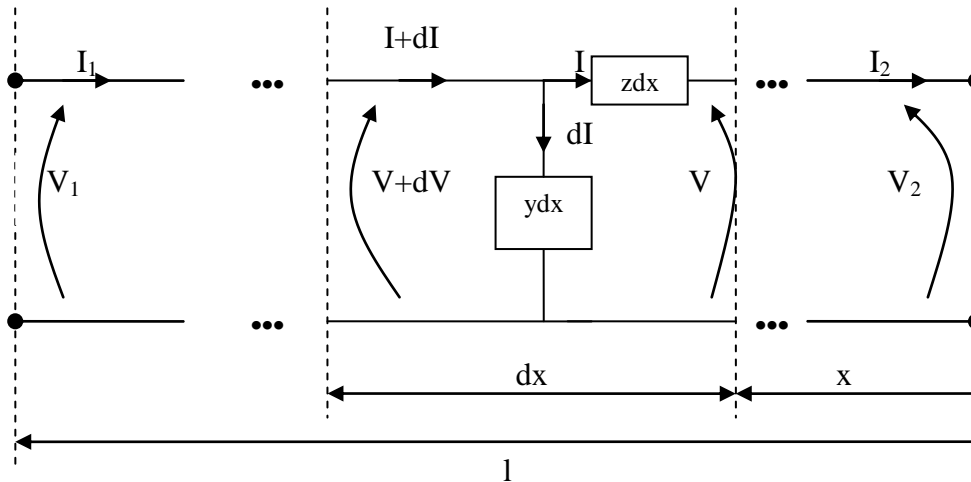 I+dI
I₁ I zdx I₂
... ...
dI
V₁ V+dV ydx V V₂
... ...
dx x
l